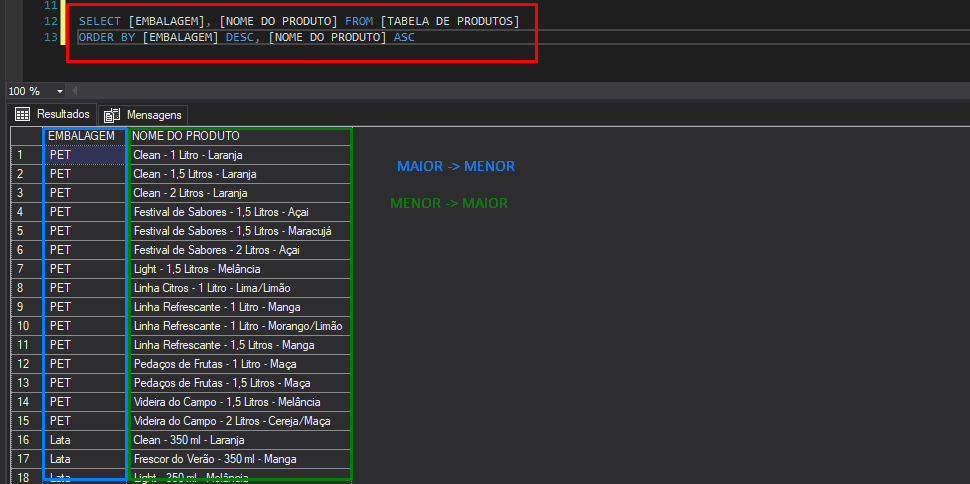 11
12 SELECT [EMBALAGEM], [NOME DO PRODUTO] FROM [TABELA DE PRODUTOS]
13 ORDER BY [EMBALAGEM] DESC, [NOME DO PRODUTO] ASC
100 %
Resultados Mensagens
EMBALAGEM NOME DO PRODUTO
1 PET Clean - 1 Litro - Laranja
MAIOR -> MENOR
2 PET Clean - 1,5 Litros - Laranja
3 PET Clean - 2 Litros - Laranja
MENOR -> MAIOR
4 PET Festival de Sabores - 1,5 Litros - Açai
5 PET Festival de Sabores - 1,5 Litros - Maracujá
6 PET Festival de Sabores - 2 Litros - Açai
7 PET Light - 1,5 Litros - Melância
8 PET Linha Citros - 1 Litro - Lima/Limão
9 PET Linha Refrescante - 1 Litro - Manga
10 PET Linha Refrescante - 1 Litro - Morango/Limão
11 PET Linha Refrescante - 1,5 Litros - Manga
12 PET Pedaços de Frutas - 1 Litro - Maça
13 PET Pedaços de Frutas - 1,5 Litros - Maça
14 PET Videira do Campo - 1,5 Litros - Melância
15 PET Videira do Campo - 2 Litros - Cereja/Maça
16 Lata Clean - 350 ml - Laranja
17 Lata Frescor do Verão - 350 ml - Manga
18 Lata Light - 350 ml - Melância